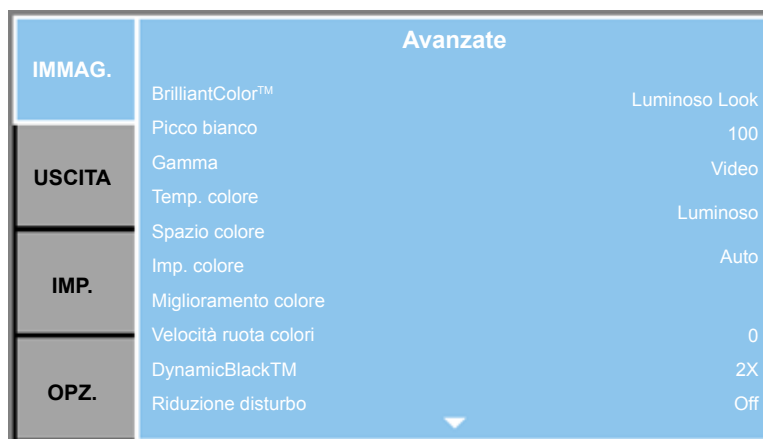 Avanzate
IMMAG.
USCITA
IMP.
OPZ.
BrilliantColor™ Luminoso Look
Picco bianco 100
Gamma Video
Temp. colore Luminoso
Spazio colore Auto
Imp. colore
Miglioramento colore
Velocità ruota colori 0
DynamicBlackTM 2X
Riduzione disturbo Off